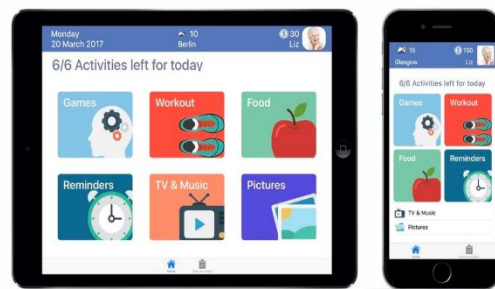 Monday
20 March 2017
10
Berlin
30
Liz
6/6 Activities left for today
Games
Workout
Food
Reminders
TV & Music
Pictures
10
Glasgow
150
Liz
6/6 Activities left for today
Games
Workout
Food
Reminders
TV & Music
Pictures